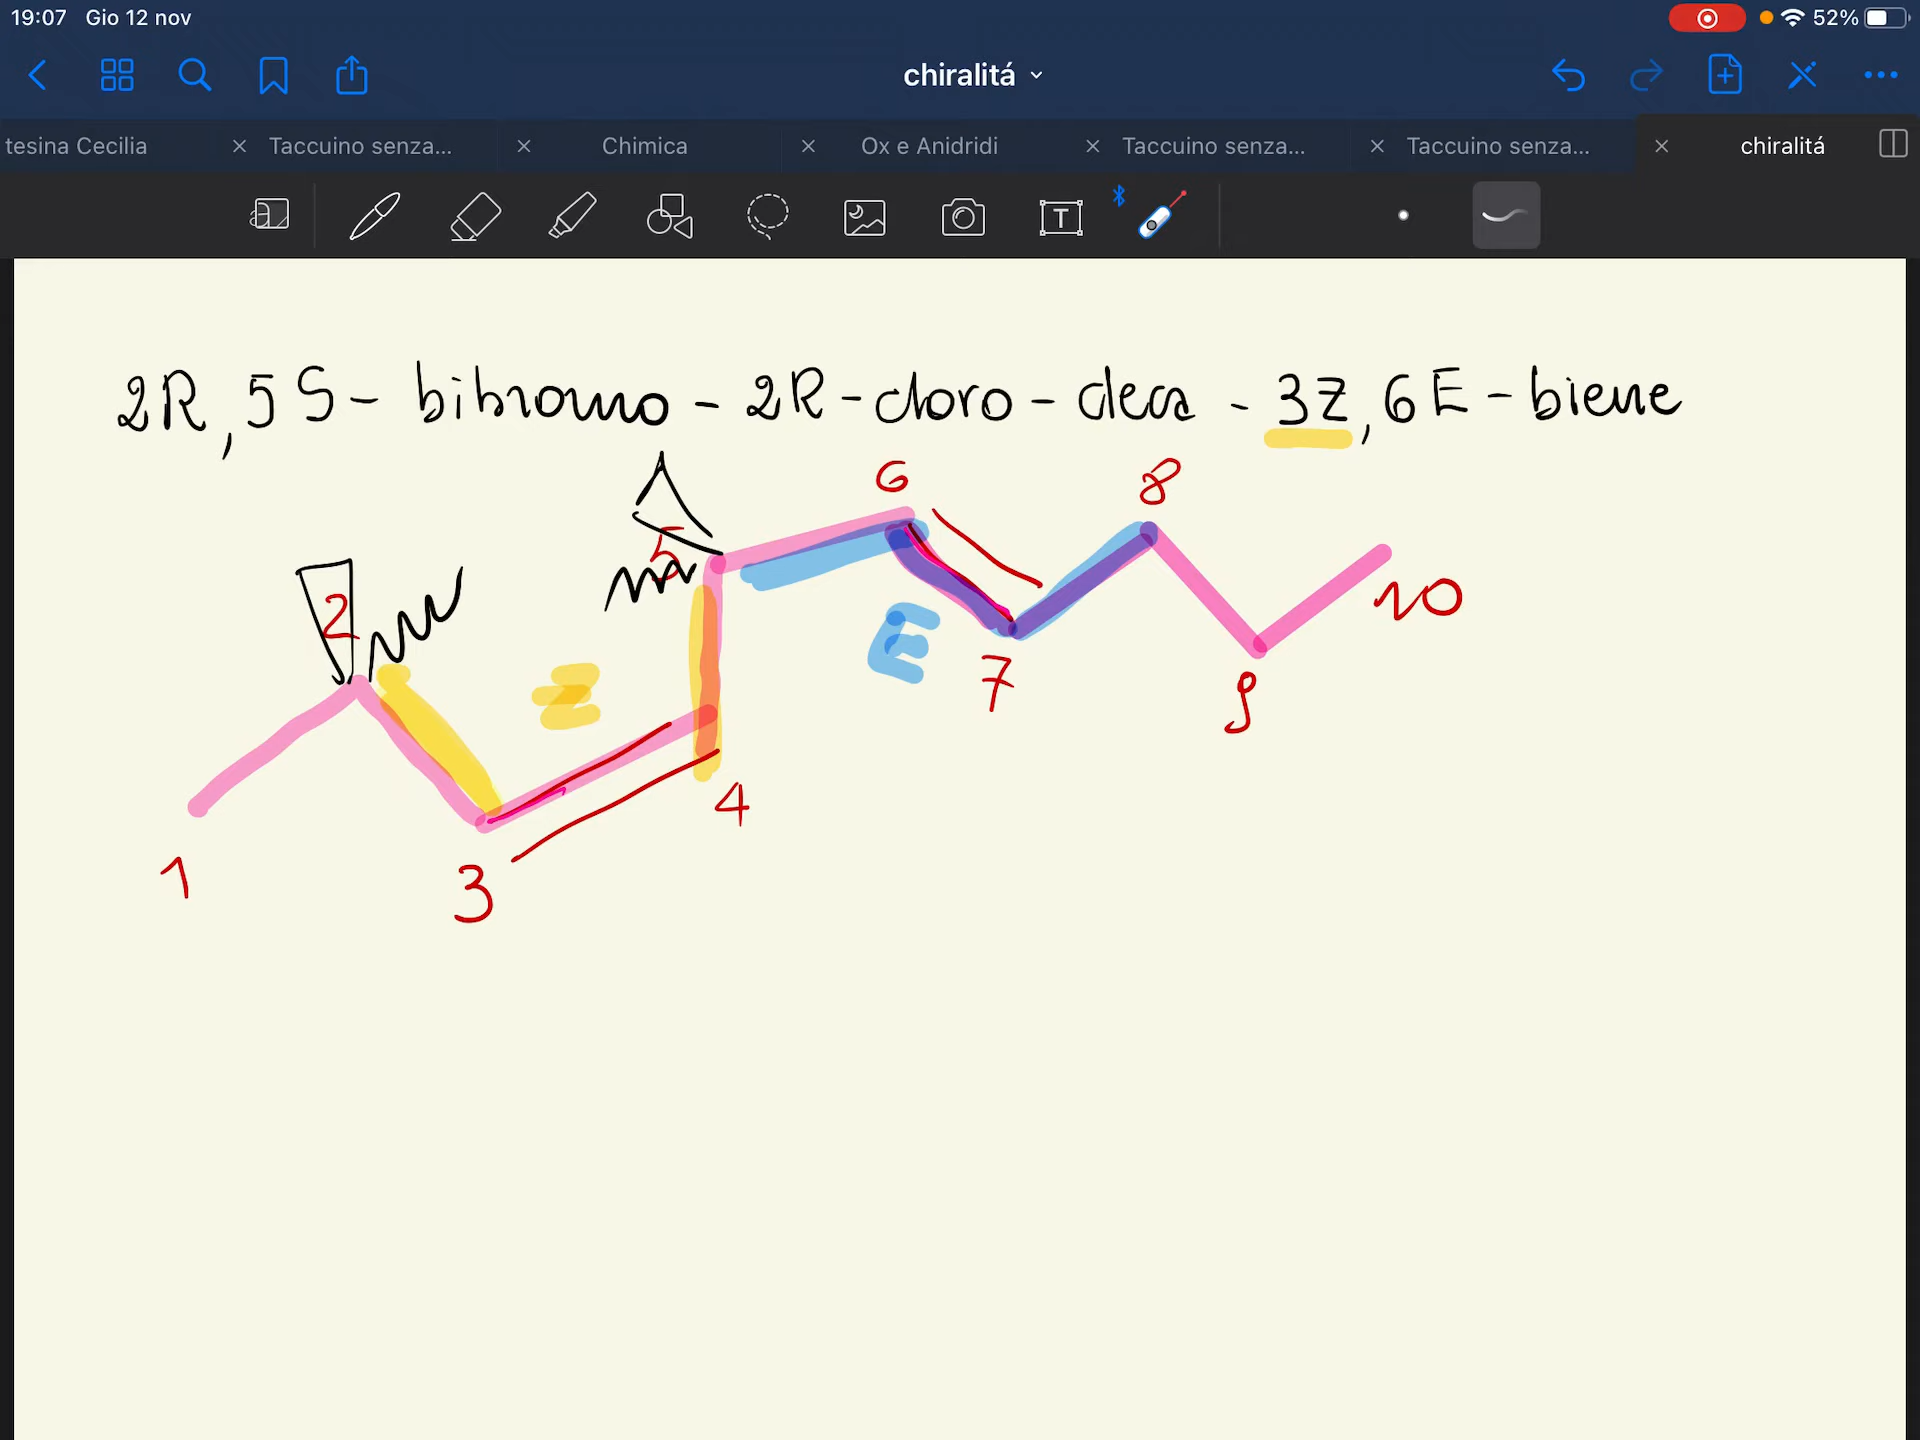 19:07 Gio 12 nov 52%
chiralitá
tesina Cecilia Taccuino senza... Chimica Ox e Anidridi Taccuino senza... Taccuino senza... chiralitá
T
2R, 5S - bibromo - 2R - cloro - deca - 3Z, 6E - biene
6 8
5
2 10
E
Z 7
9
4
1 3